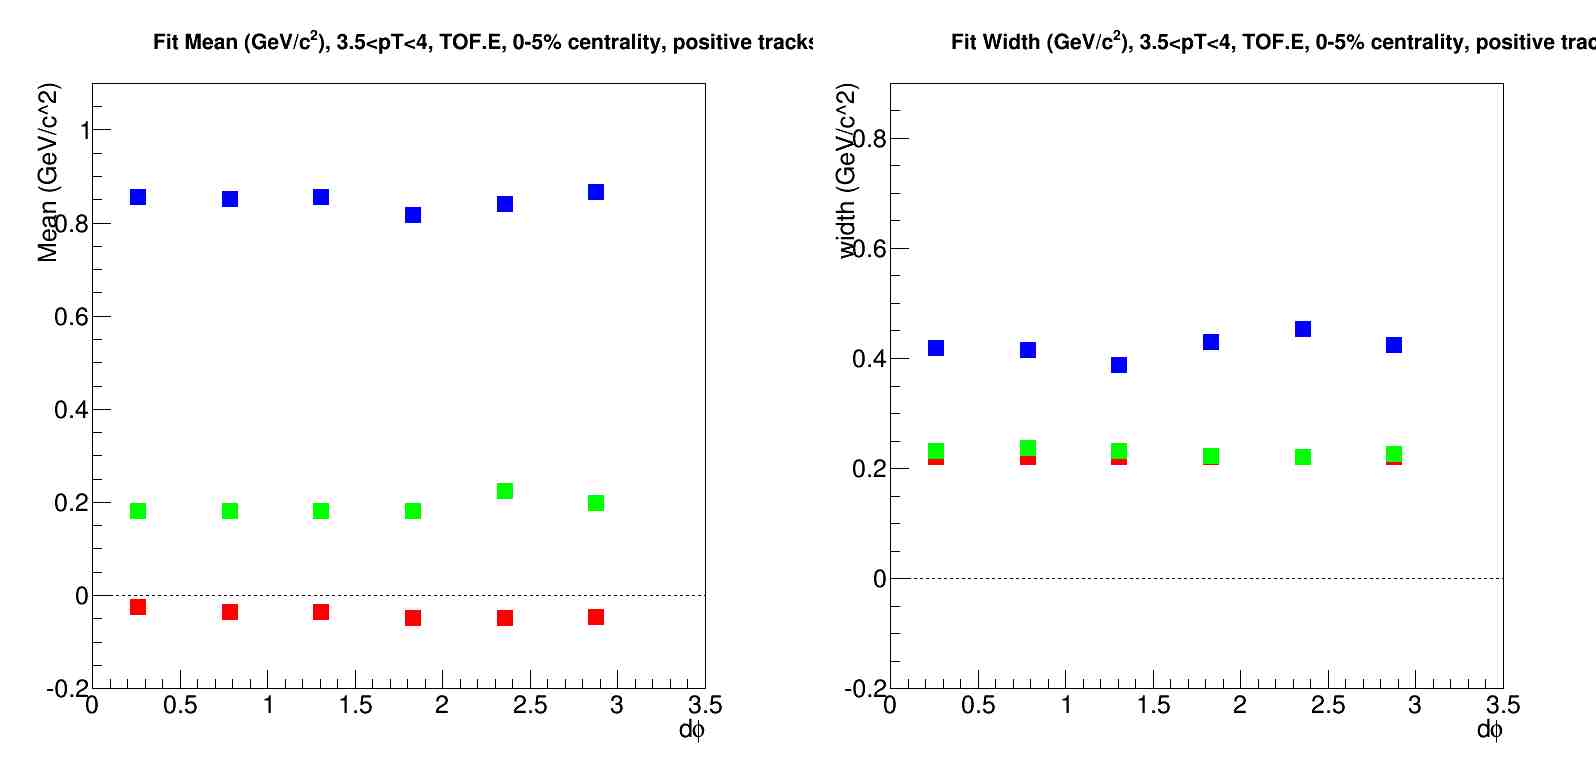 Fit Mean (GeV/c2), 3.5<pT<4, TOF.E, 0-5% centrality, positive tracks
Mean (GeV/c^2)
1
0.8
0.6
0.4
0.2
0
-0.2
0 0.5 1 1.5 2 2.5 3 3.5
dϕ
Fit Width (GeV/c2), 3.5<pT<4, TOF.E, 0-5% centrality, positive trac
width (GeV/c^2)
0.8
0.6
0.4
0.2
0
-0.2
0 0.5 1 1.5 2 2.5 3 3.5
dϕ